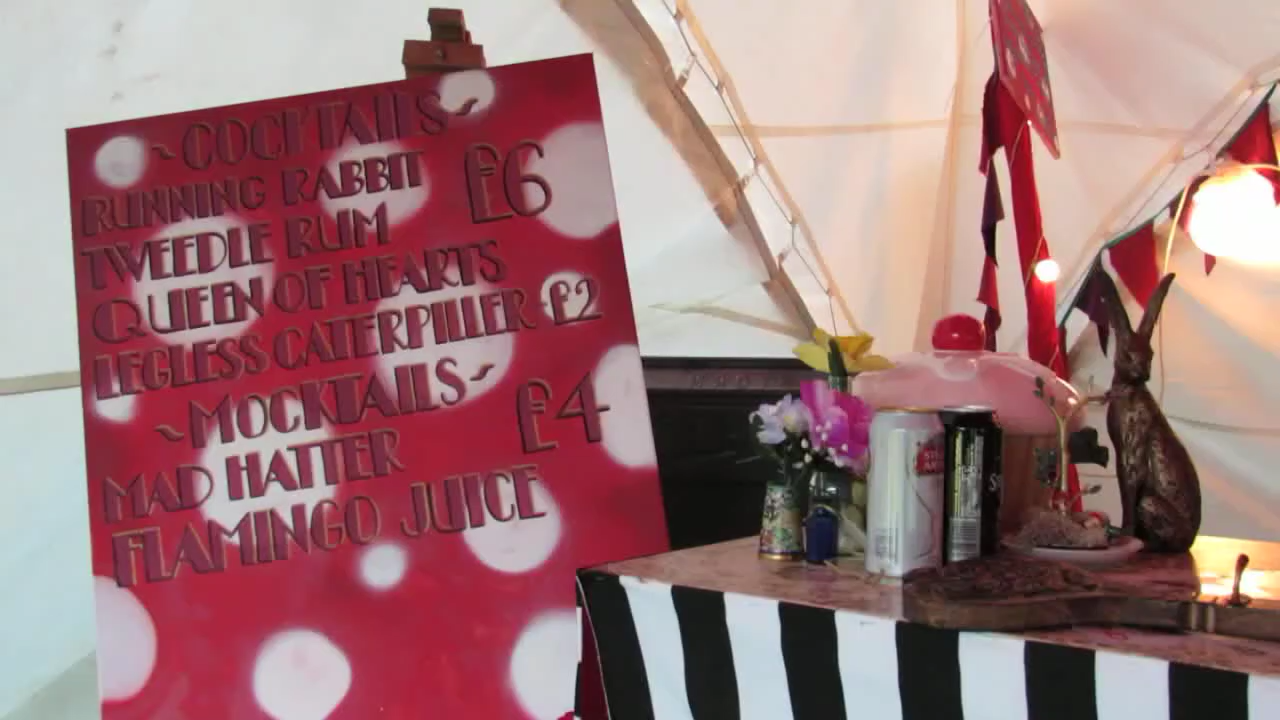 ~COCKTAILS~
RUNNING RABBIT £6
TWEEDLE RUM
QUEEN OF HEARTS
LEGLESS CATERPILLER £2
~MOCKTAILS~
MAD HATTER £4
FLAMINGO JUICE